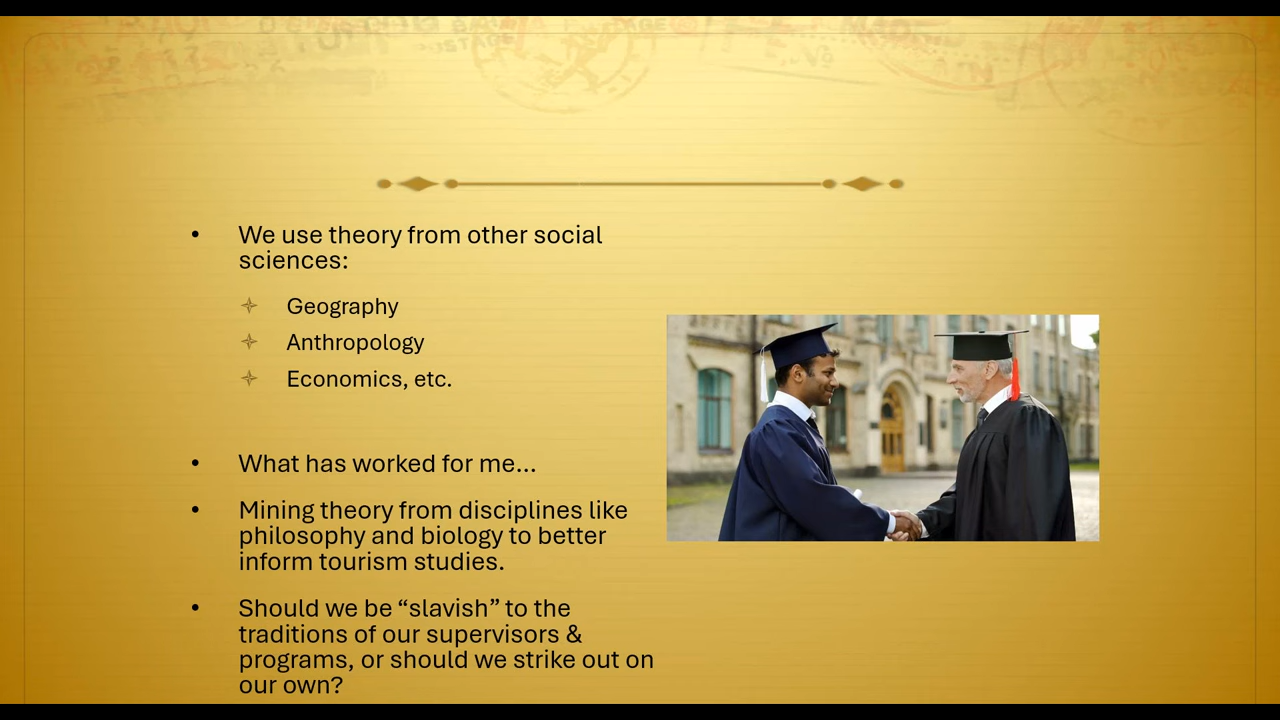 • We use theory from other social
sciences:
Geography
Anthropology
Economics, etc.
• What has worked for me...
• Mining theory from disciplines like
philosophy and biology to better
inform tourism studies.
• Should we be “slavish” to the
traditions of our supervisors &
programs, or should we strike out on
our own?